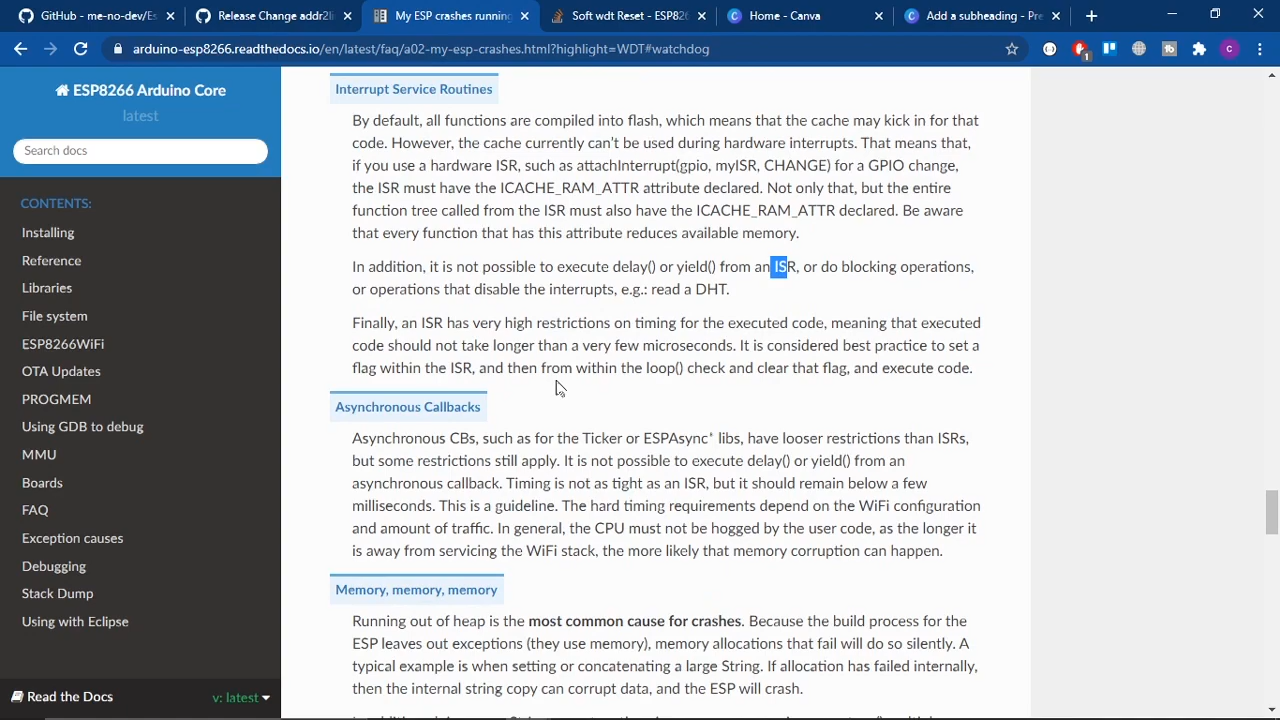 GitHub - me-no-dev/Es
Release Change addr2li
My ESP crashes running
Soft wdt Reset - ESP826
Home - Canva
Add a subheading - Pre
arduino-esp8266.readthedocs.io/en/latest/faq/a02-my-esp-crashes.html?highlight=WDT#watchdog
1
C
ESP8266 Arduino Core
latest
Search docs
CONTENTS:
Installing
Reference
Libraries
File system
ESP8266WiFi
OTA Updates
PROGMEM
Using GDB to debug
MMU
Boards
FAQ
Exception causes
Debugging
Stack Dump
Using with Eclipse
Read the Docs
v: latest
Interrupt Service Routines
By default, all functions are compiled into flash, which means that the cache may kick in for that
code. However, the cache currently can't be used during hardware interrupts. That means that,
if you use a hardware ISR, such as attachInterrupt(gpio, myISR, CHANGE) for a GPIO change,
the ISR must have the ICACHE_RAM_ATTR attribute declared. Not only that, but the entire
function tree called from the ISR must also have the ICACHE_RAM_ATTR declared. Be aware
that every function that has this attribute reduces available memory.
In addition, it is not possible to execute delay() or yield() from an ISR, or do blocking operations,
or operations that disable the interrupts, e.g.: read a DHT.
Finally, an ISR has very high restrictions on timing for the executed code, meaning that executed
code should not take longer than a very few microseconds. It is considered best practice to set a
flag within the ISR, and then from within the loop() check and clear that flag, and execute code.
Asynchronous Callbacks
Asynchronous CBs, such as for the Ticker or ESPAsync* libs, have looser restrictions than ISRs,
but some restrictions still apply. It is not possible to execute delay() or yield() from an
asynchronous callback. Timing is not as tight as an ISR, but it should remain below a few
milliseconds. This is a guideline. The hard timing requirements depend on the WiFi configuration
and amount of traffic. In general, the CPU must not be hogged by the user code, as the longer it
is away from servicing the WiFi stack, the more likely that memory corruption can happen.
Memory, memory, memory
Running out of heap is the most common cause for crashes. Because the build process for the
ESP leaves out exceptions (they use memory), memory allocations that fail will do so silently. A
typical example is when setting or concatenating a large String. If allocation has failed internally,
then the internal string copy can corrupt data, and the ESP will crash.